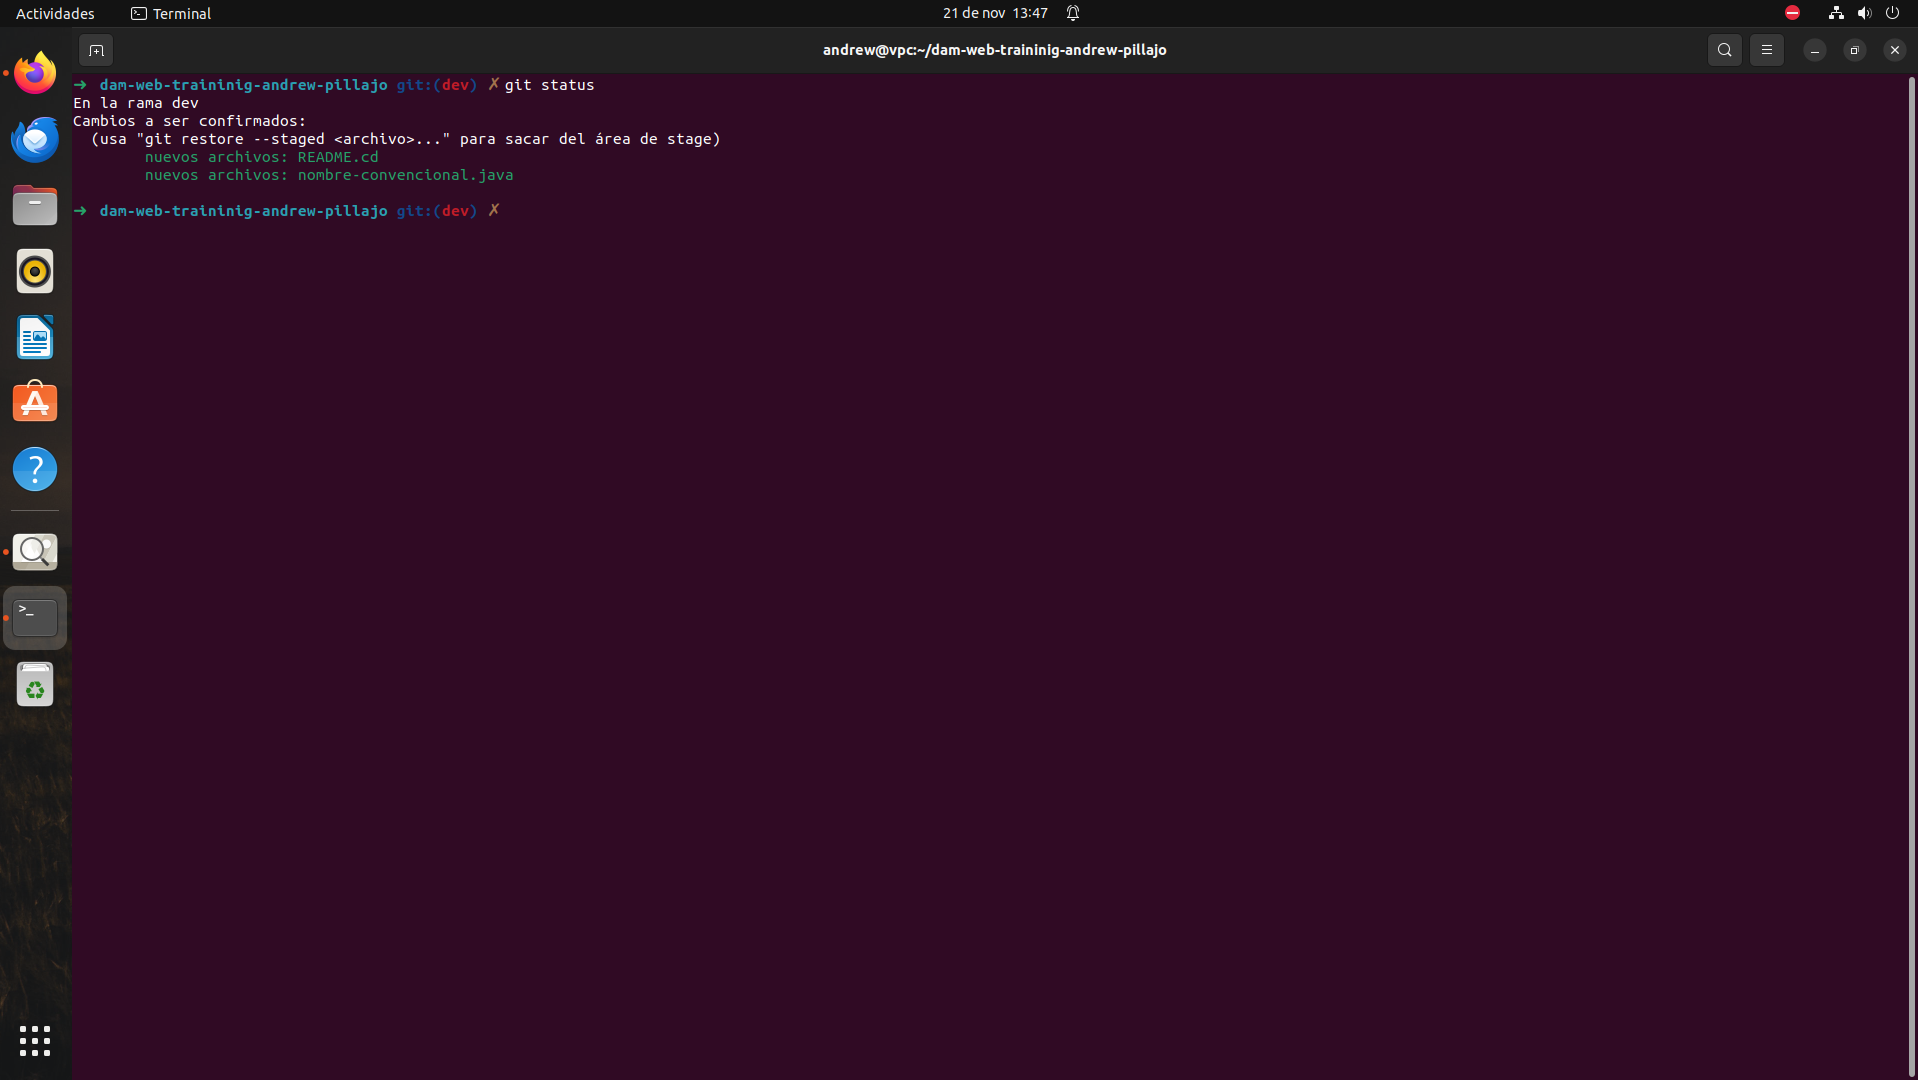 Actividades Terminal 21 de nov 13:47
andrew@vpc:~/dam-web-traininig-andrew-pillajo
➜ dam-web-traininig-andrew-pillajo git:(dev) ✗ git status
En la rama dev
Cambios a ser confirmados:
(usa "git restore --staged <archivo>..." para sacar del área de stage)
nuevos archivos: README.cd
nuevos archivos: nombre-convencional.java
➜ dam-web-traininig-andrew-pillajo git:(dev) ✗